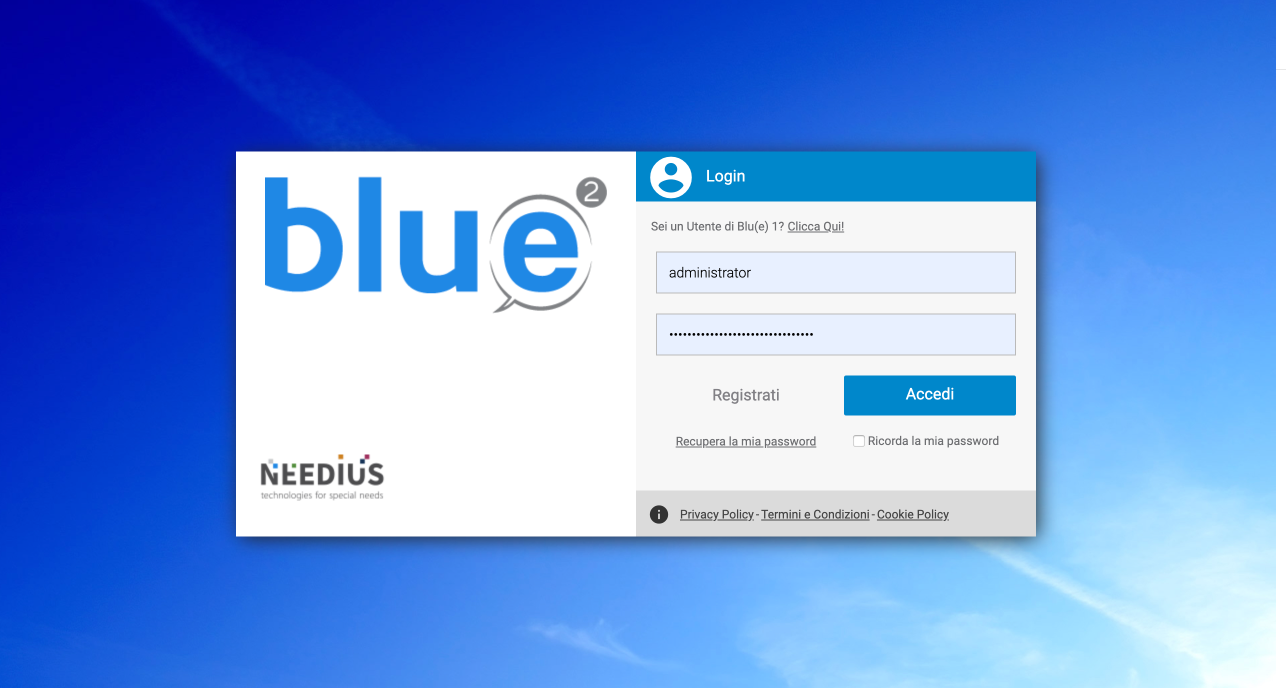 blue 2
NEEDIUS
technologies for special needs
Login
Sei un Utente di Blu(e) 1? Clicca Qui!
administrator
••••••••••••••••••••••••••••••••
Registrati
Accedi
Recupera la mia password
Ricorda la mia password
Privacy Policy - Termini e Condizioni - Cookie Policy